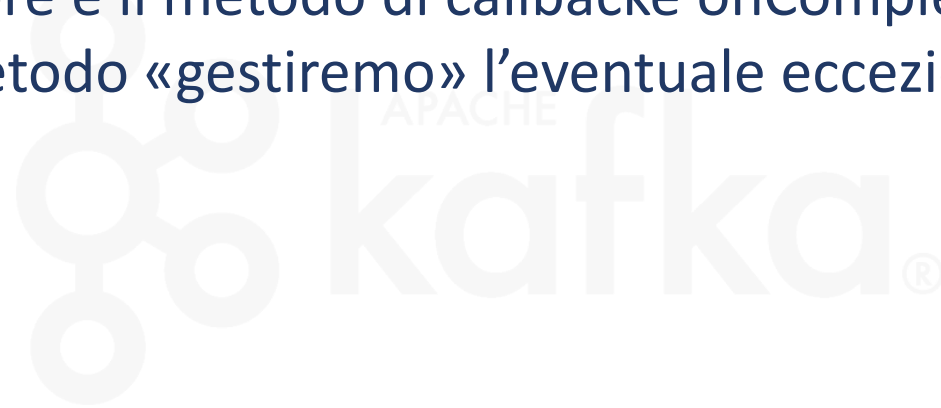 re è il metodo di callbacke onComple
etodo «gestiremo» l’eventuale eccezi
APACHE
kafka®